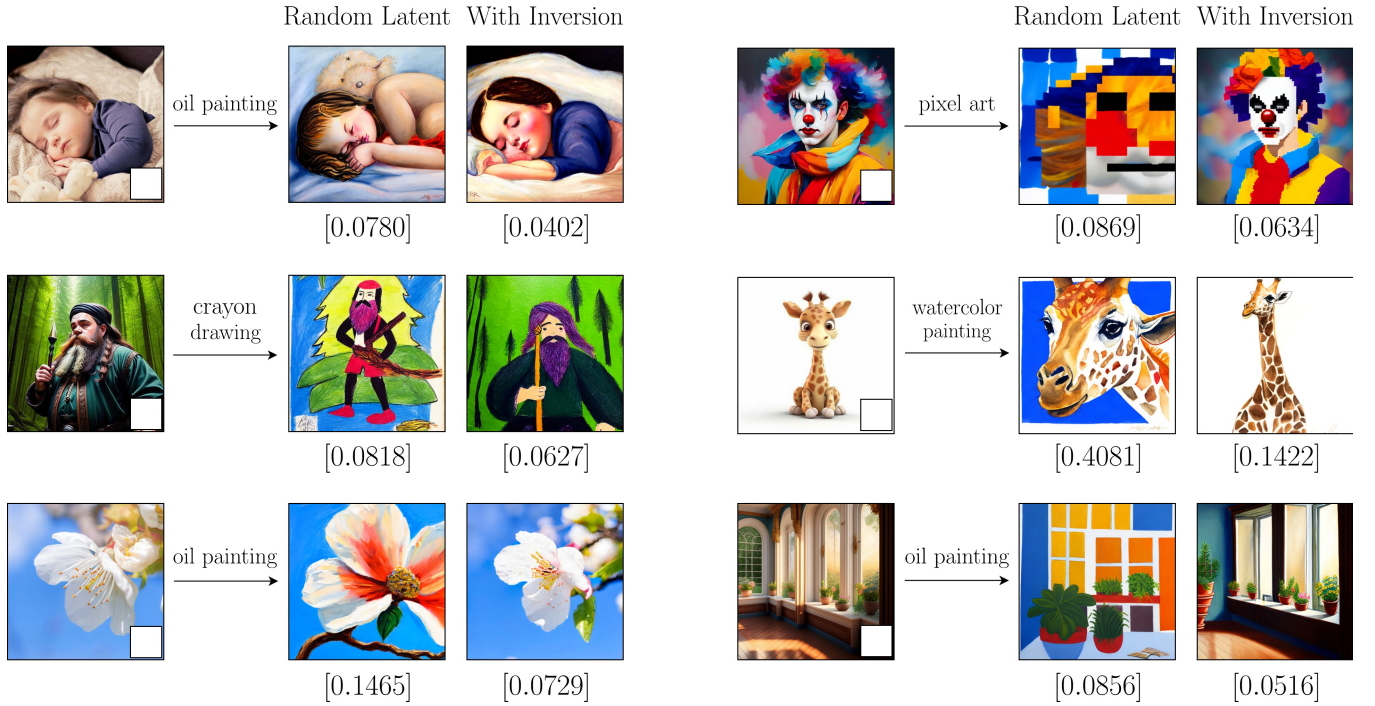 Random Latent With Inversion
oil painting
[0.0780] [0.0402]
crayon
drawing
[0.0818] [0.0627]
oil painting
[0.1465] [0.0729]
Random Latent With Inversion
pixel art
[0.0869] [0.0634]
watercolor
painting
[0.4081] [0.1422]
oil painting
[0.0856] [0.0516]